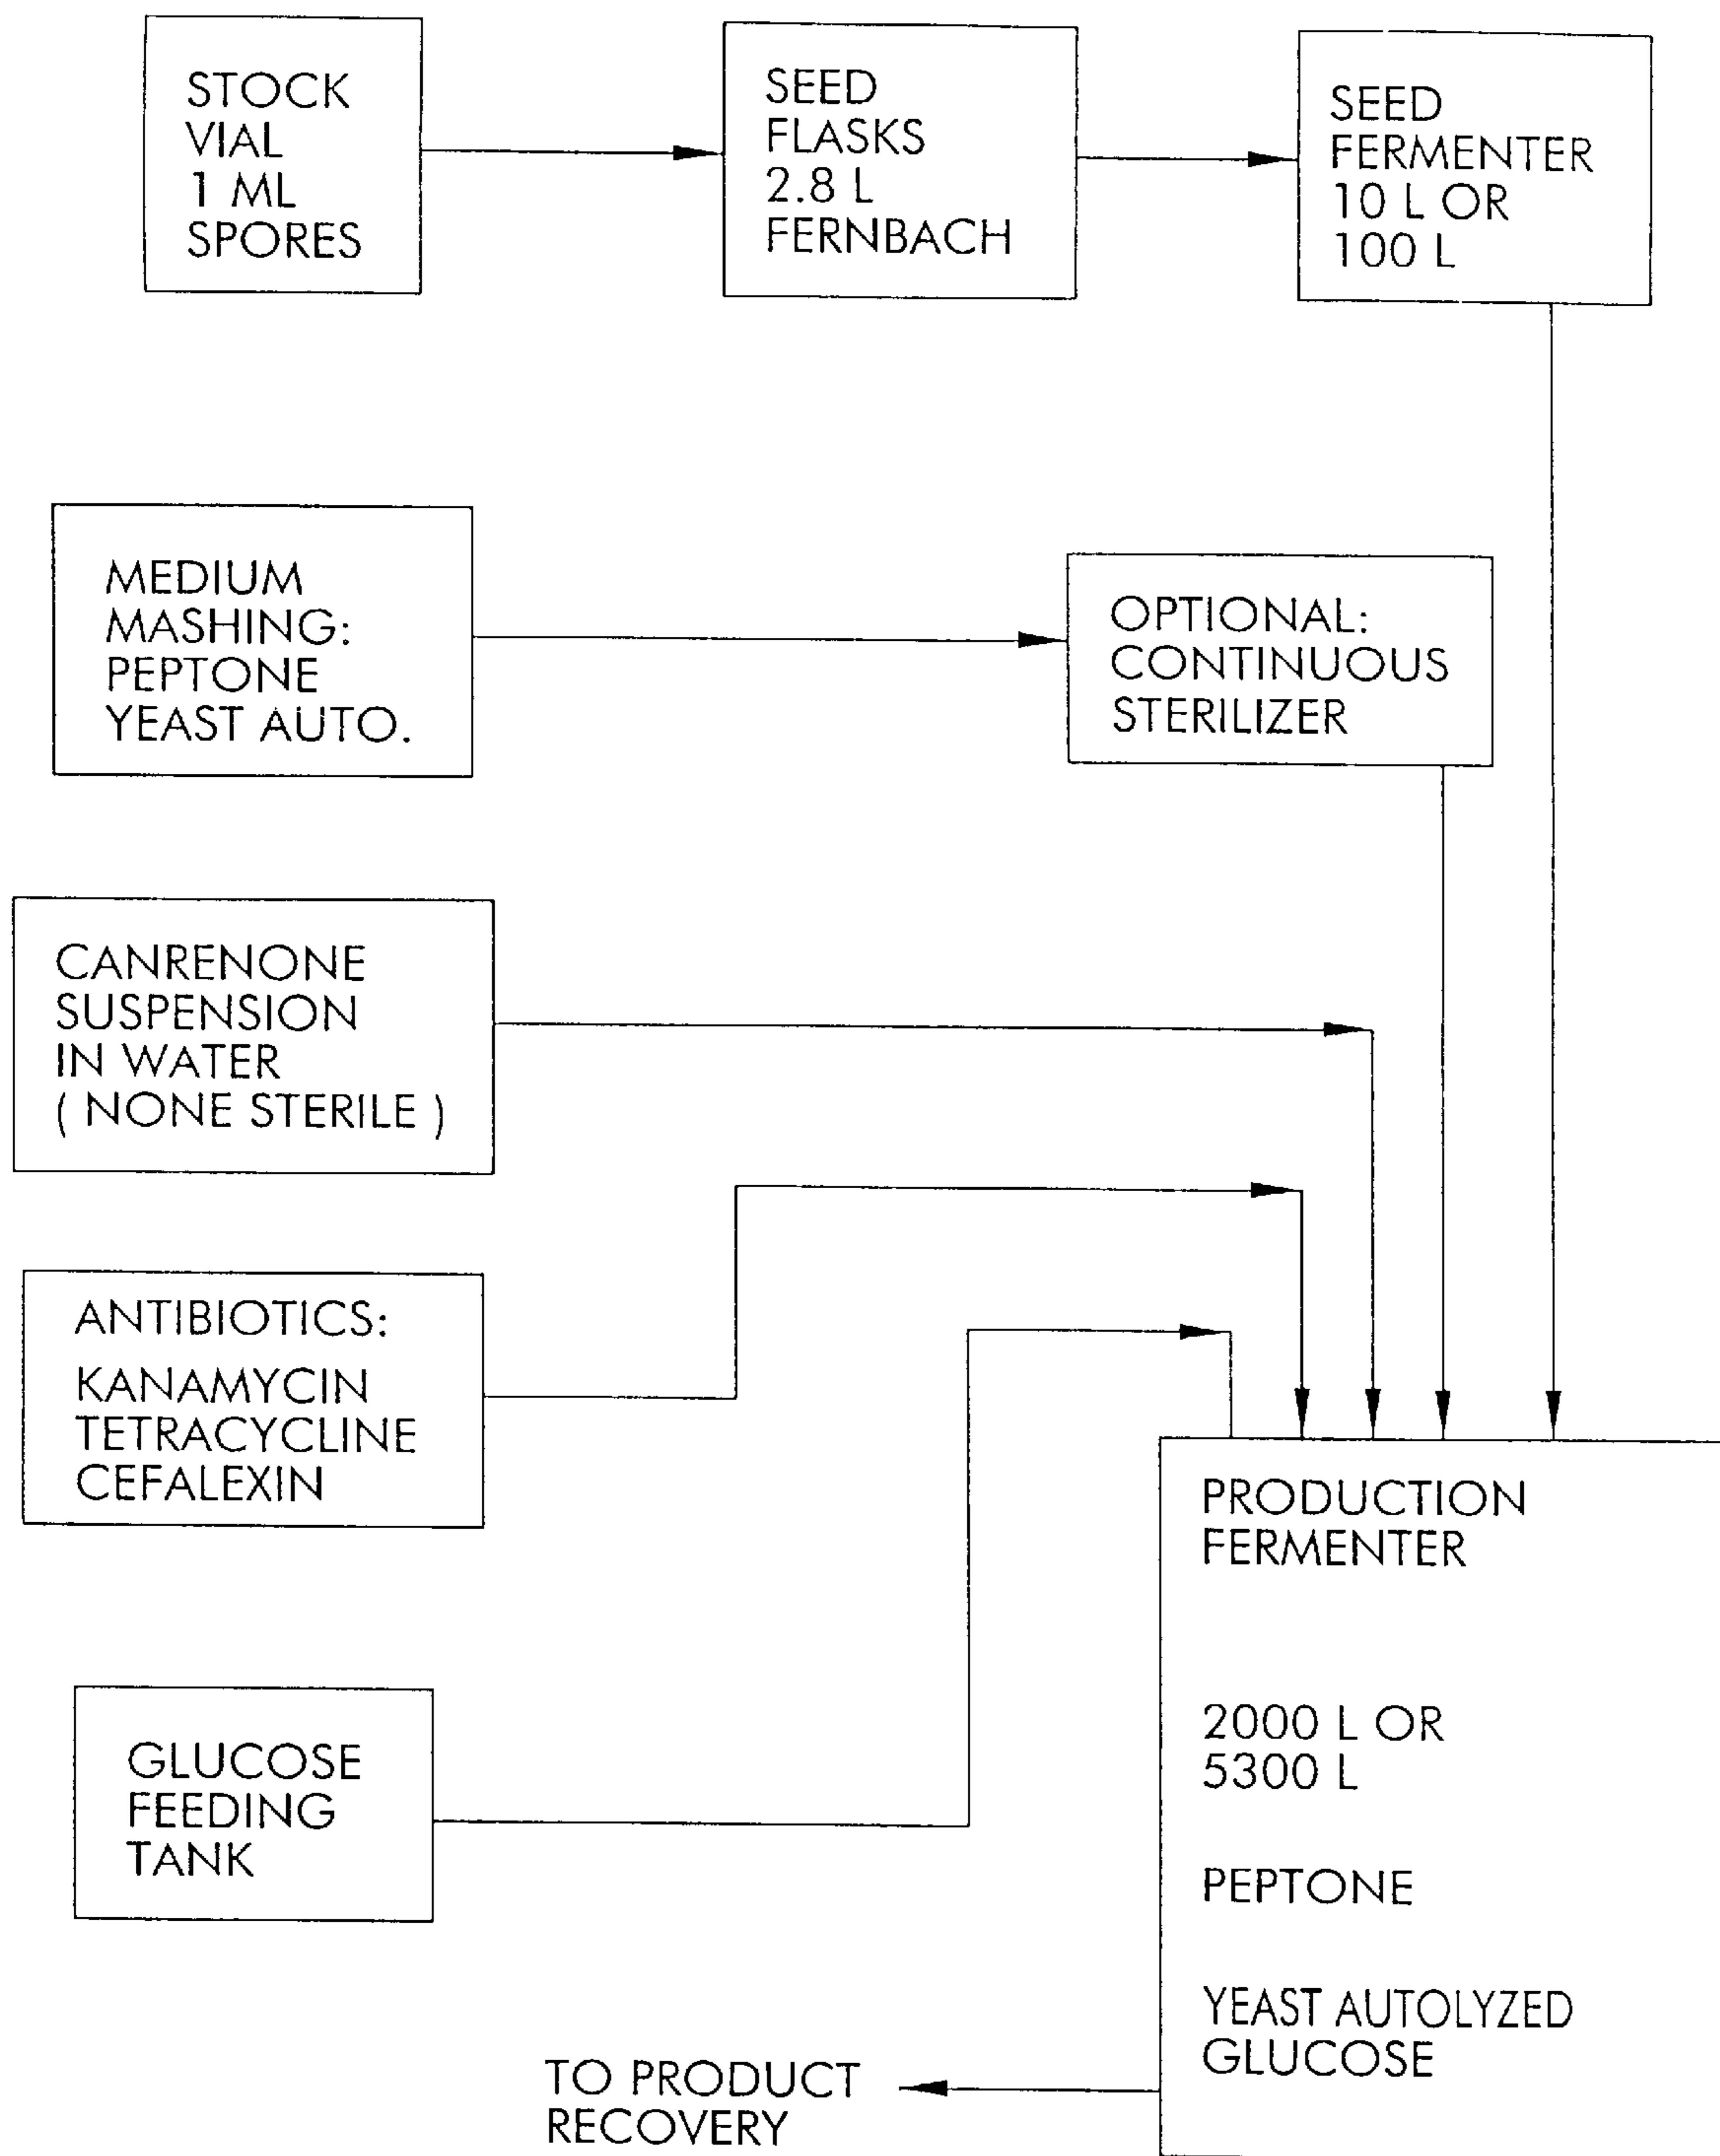 STOCK
VIAL
1 ML
SPORES
SEED
FLASKS
2.8 L
FERNBACH
SEED
FERMENTER
10 L OR
100 L
MEDIUM
MASHING:
PEPTONE
YEAST AUTO.
OPTIONAL:
CONTINUOUS
STERILIZER
CANRENONE
SUSPENSION
IN WATER
( NONE STERILE )
ANTIBIOTICS:
KANAMYCIN
TETRACYCLINE
CEFALEXIN
GLUCOSE
FEEDING
TANK
PRODUCTION
FERMENTER
2000 L OR
5300 L
PEPTONE
YEAST AUTOLYZED
GLUCOSE
TO PRODUCT
RECOVERY